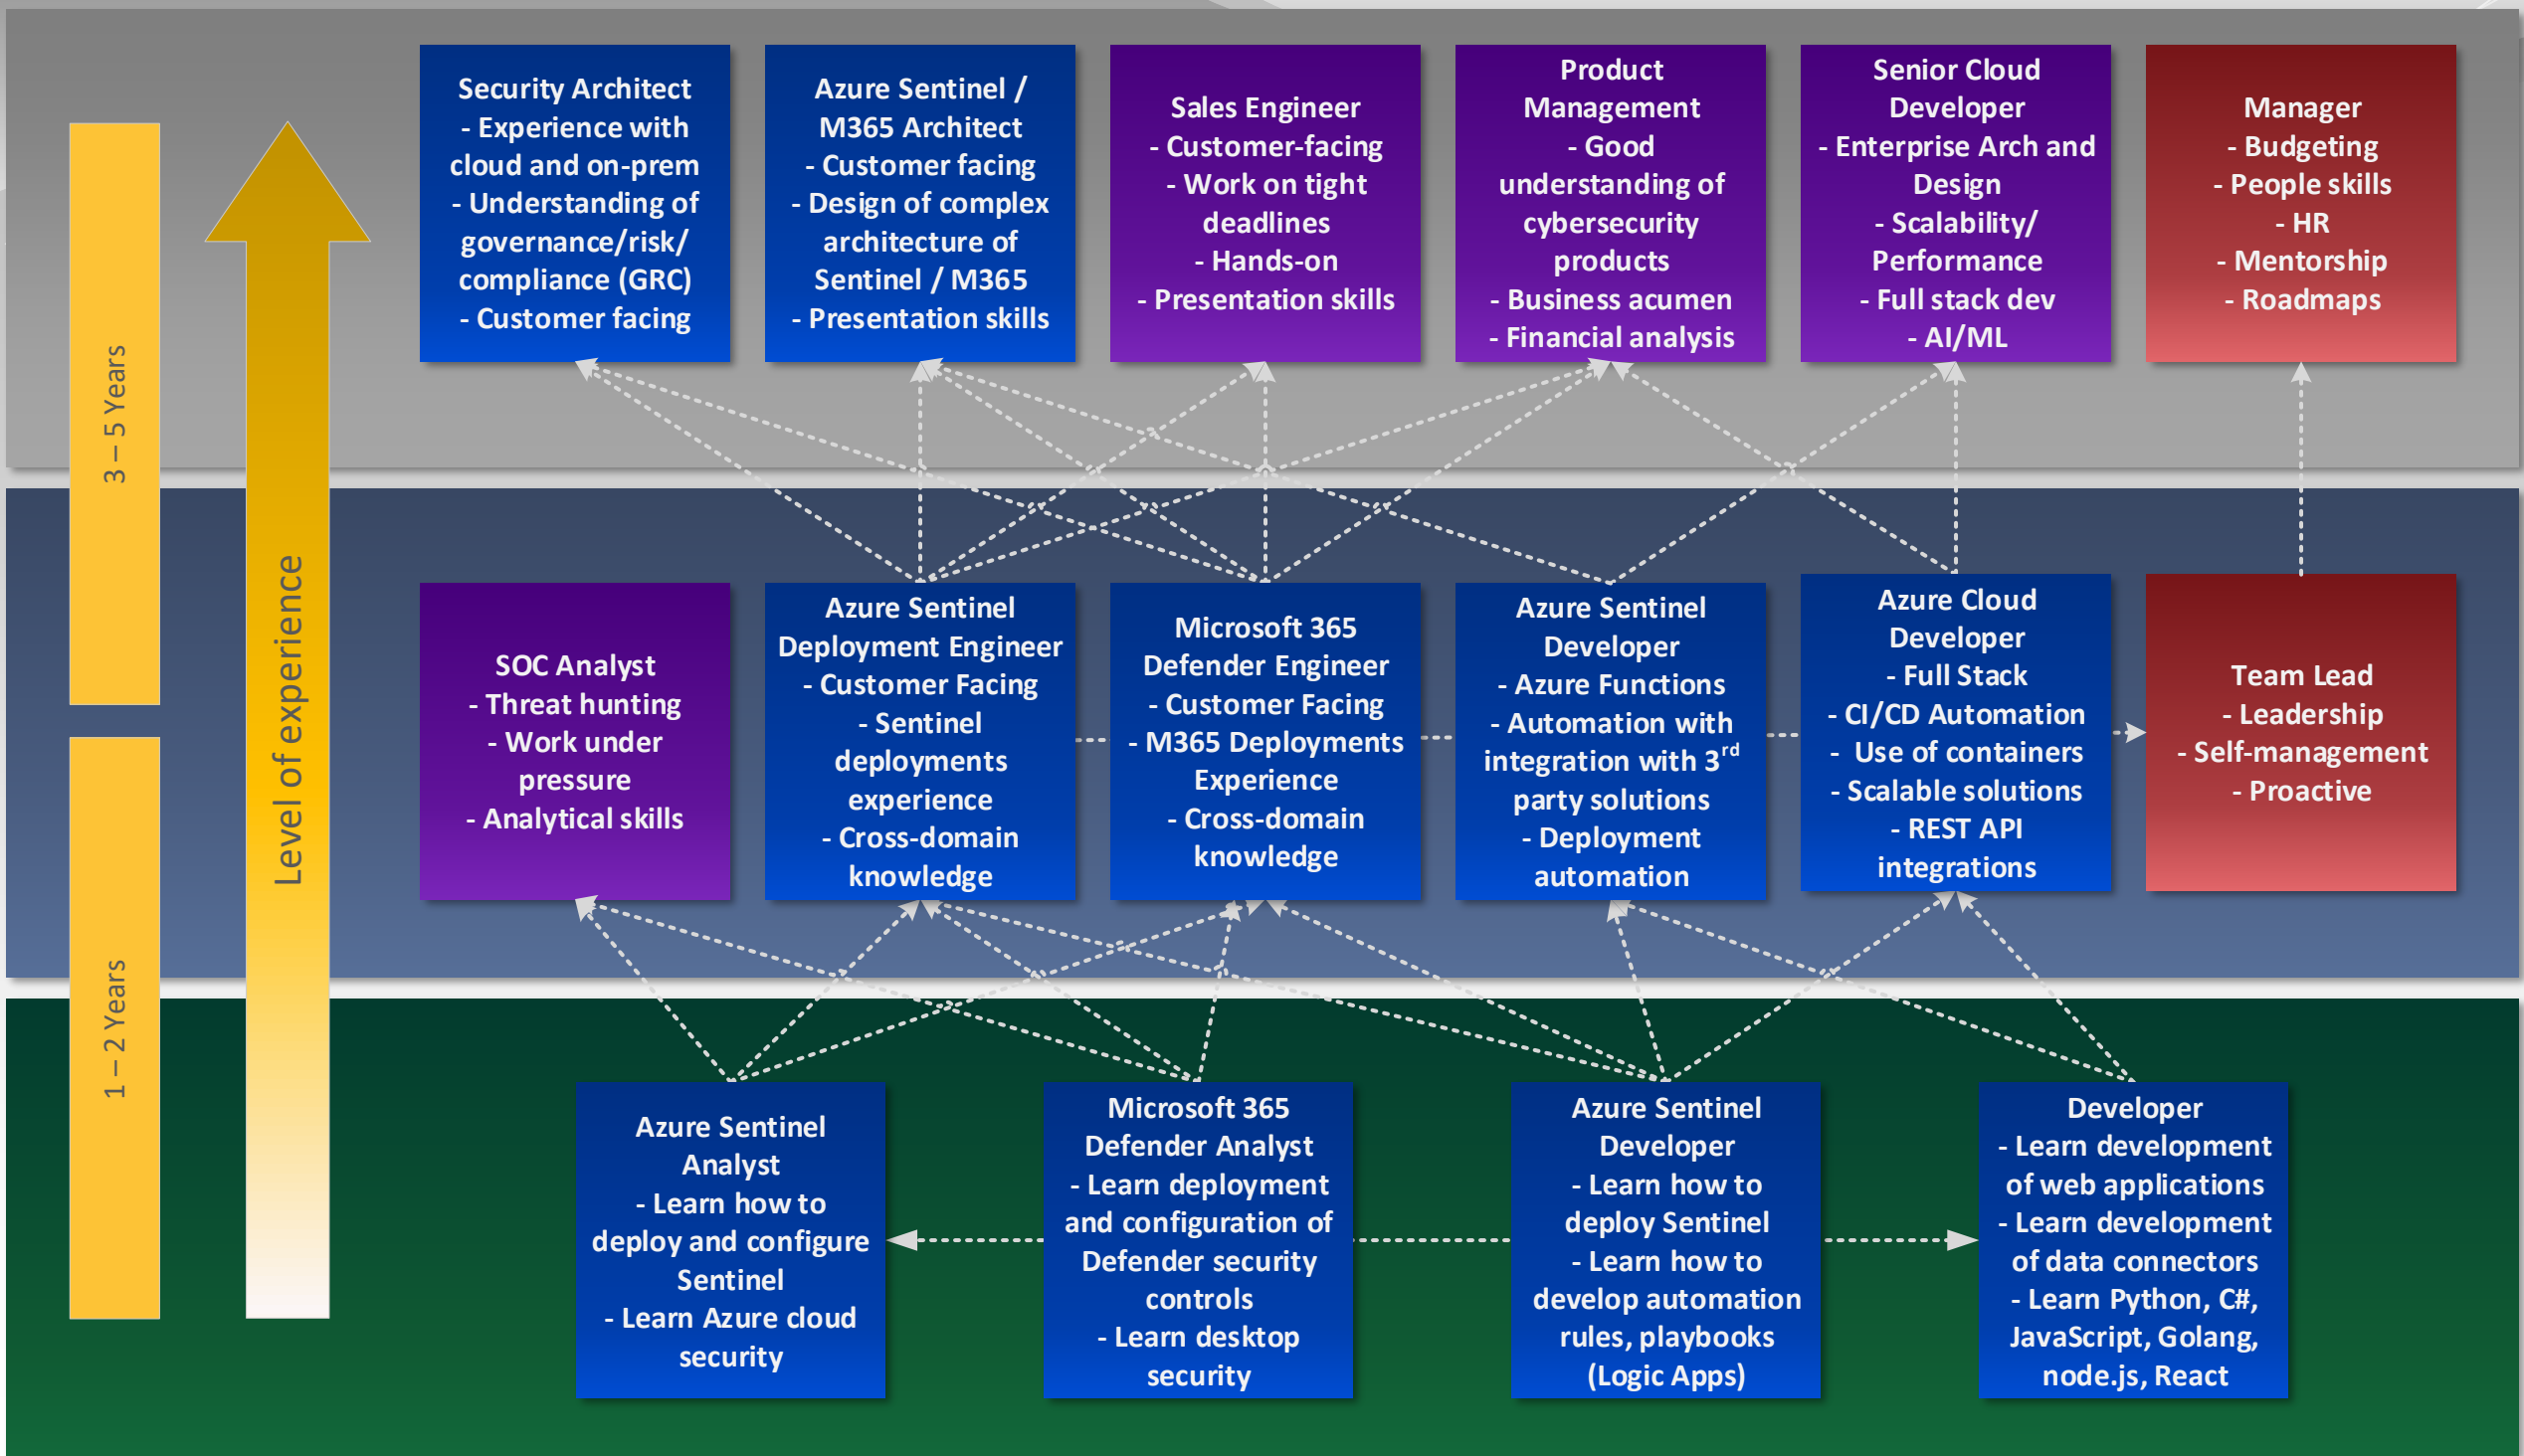 Security Architect
- Experience with
cloud and on-prem
- Understanding of
governance/risk/
compliance (GRC)
- Customer facing
Azure Sentinel /
M365 Architect
- Customer facing
- Design of complex
architecture of
Sentinel / M365
- Presentation skills
Sales Engineer
- Customer-facing
- Work on tight
deadlines
- Hands-on
- Presentation skills
Product
Management
- Good
understanding of
cybersecurity
products
- Business acumen
- Financial analysis
Senior Cloud
Developer
- Enterprise Arch and
Design
- Scalability/
Performance
- Full stack dev
- AI/ML
Manager
- Budgeting
- People skills
- HR
- Mentorship
- Roadmaps
3 – 5 Years
Level of experience
SOC Analyst
- Threat hunting
- Work under
pressure
- Analytical skills
Azure Sentinel
Deployment Engineer
- Customer Facing
- Sentinel
deployments
experience
- Cross-domain
knowledge
Microsoft 365
Defender Engineer
- Customer Facing
- M365 Deployments
Experience
- Cross-domain
knowledge
Azure Sentinel
Developer
- Azure Functions
- Automation with
integration with 3rd
party solutions
- Deployment
automation
Azure Cloud
Developer
- Full Stack
- CI/CD Automation
- Use of containers
- Scalable solutions
- REST API
integrations
Team Lead
- Leadership
- Self-management
- Proactive
1 – 2 Years
Azure Sentinel
Analyst
- Learn how to
deploy and configure
Sentinel
- Learn Azure cloud
security
Microsoft 365
Defender Analyst
- Learn deployment
and configuration of
Defender security
controls
- Learn desktop
security
Azure Sentinel
Developer
- Learn how to
deploy Sentinel
- Learn how to
develop automation
rules, playbooks
(Logic Apps)
Developer
- Learn development
of web applications
- Learn development
of data connectors
- Learn Python, C#,
JavaScript, Golang,
node.js, React